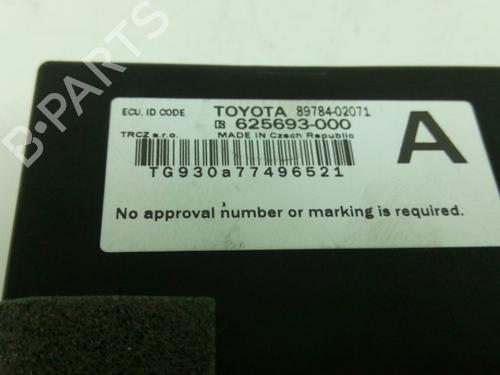 ECU, ID CODE TOYOTA 89784-02071
625693-000
TRCZ s.r.o. MADE IN Czech Republic
A
TG930a77496521
No approval number or marking is required.
B-PARTS